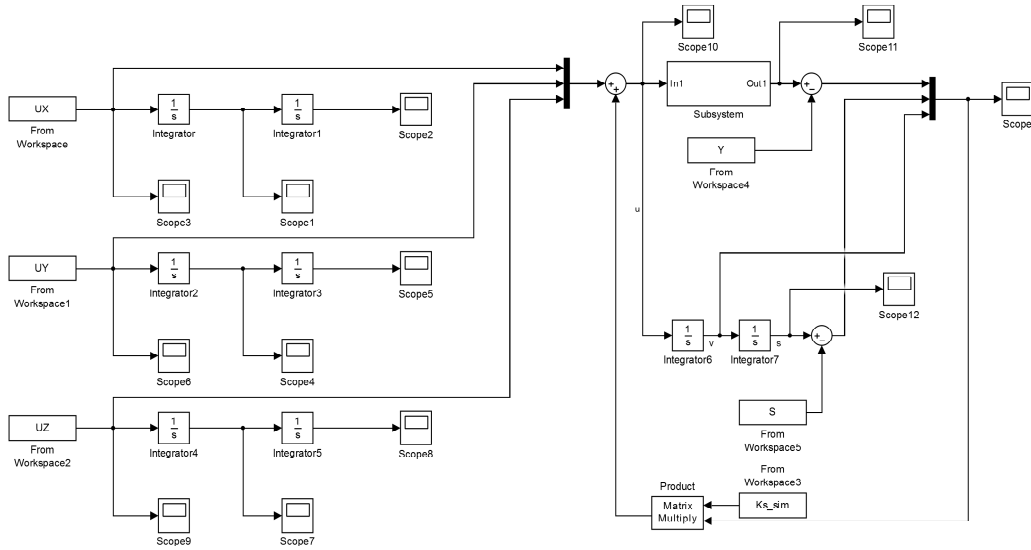 Scope10
Scope11
In1
Out1
Subsystem
Scope
UX
From
Workspace
1
s
Integrator
1
s
Integrator1
Scope2
Y
From
Workspace4
Scope3
Scope1
u
UY
From
Workspace1
1
s
Integrator2
1
s
Integrator3
Scope5
Scope12
1
s
Integrator6
v
1
s
Integrator7
s
Scope6
Scope4
S
From
Workspace5
UZ
From
Workspace2
1
s
Integrator4
1
s
Integrator5
Scope8
From
Workspace3
Product
Matrix
Multiply
Ks_sim
Scope9
Scope7